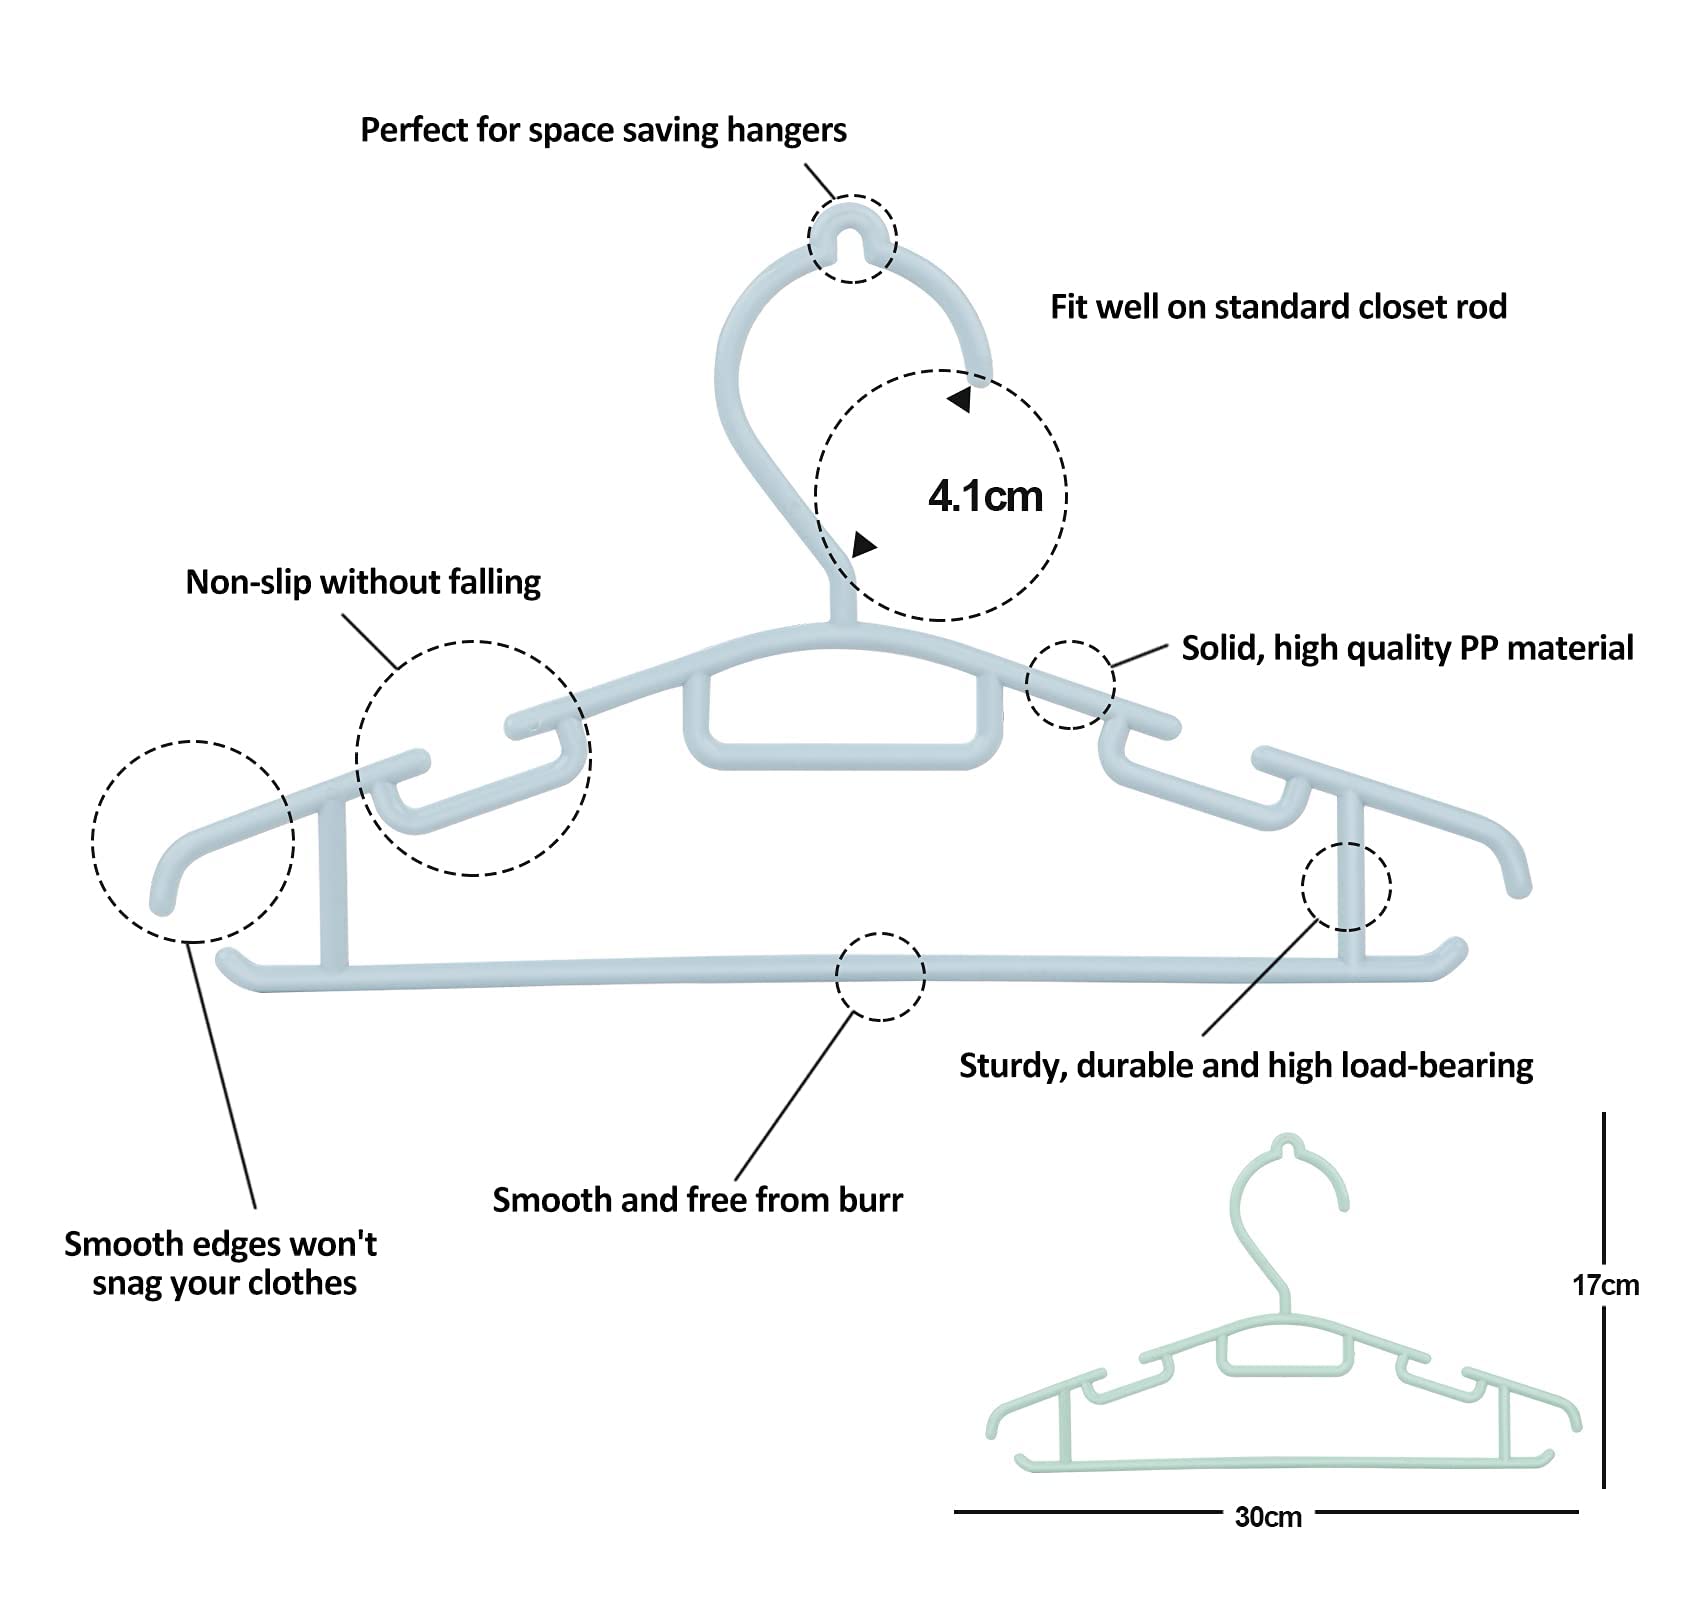 Perfect for space saving hangers
Fit well on standard closet rod
4.1cm
Non-slip without falling
Solid, high quality PP material
Sturdy, durable and high load-bearing
Smooth and free from burr
Smooth edges won't
snag your clothes
17cm
30cm